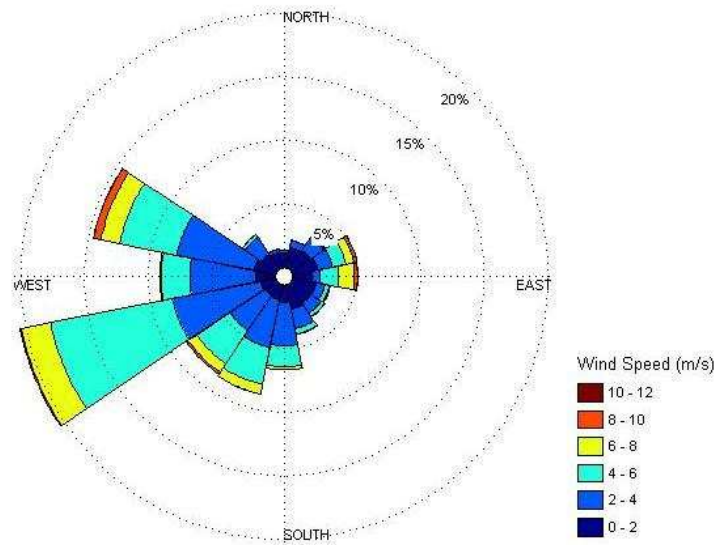 NORTH
20%
15%
10%
5%
WEST
EAST
SOUTH
Wind Speed (m/s)
10 - 12
8 - 10
6 - 8
4 - 6
2 - 4
0 - 2